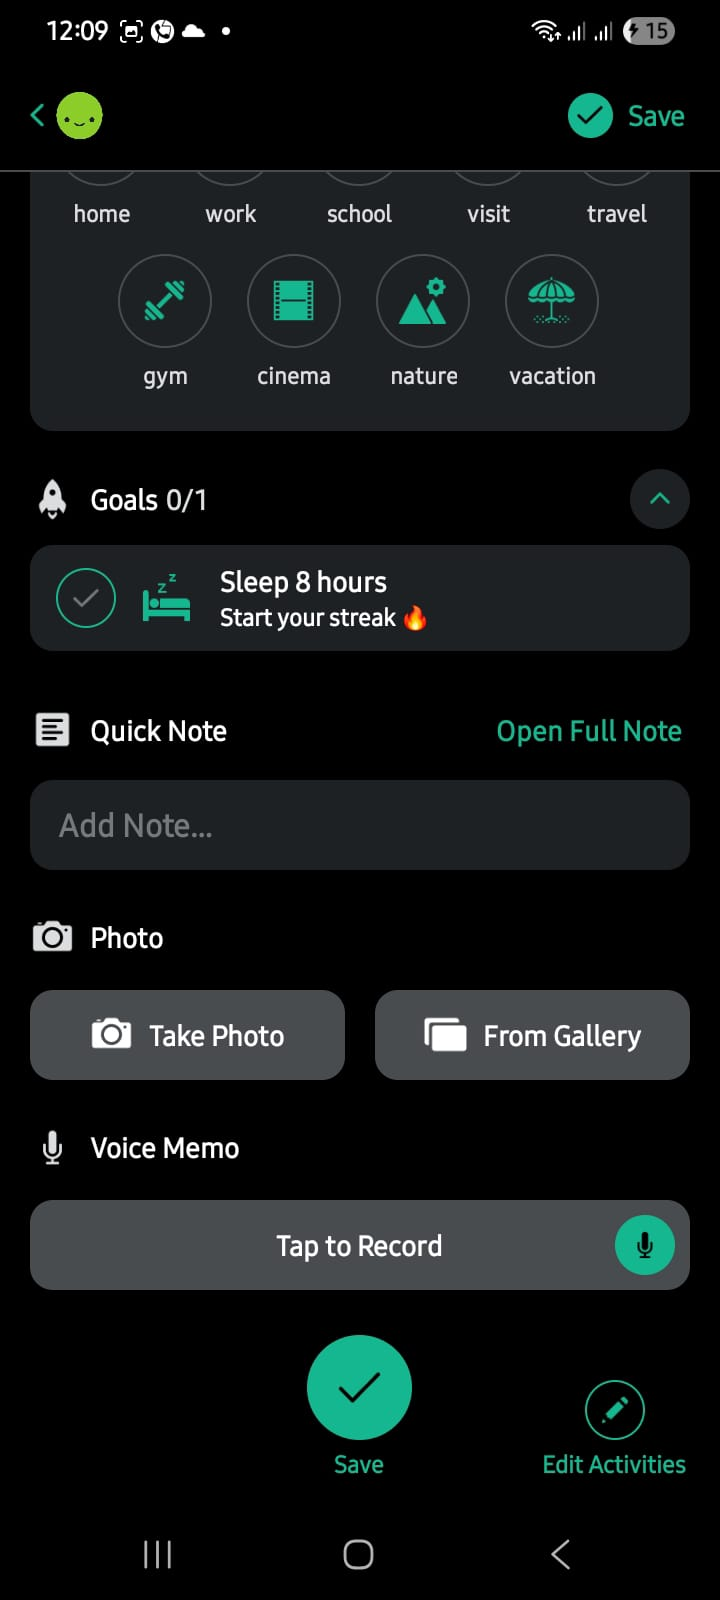 12:09
15
Save
home work school visit travel
gym cinema nature vacation
Goals 0/1
Sleep 8 hours
Start your streak 🔥
Quick Note
Open Full Note
Add Note...
Photo
Take Photo
From Gallery
Voice Memo
Tap to Record
Save
Edit Activities